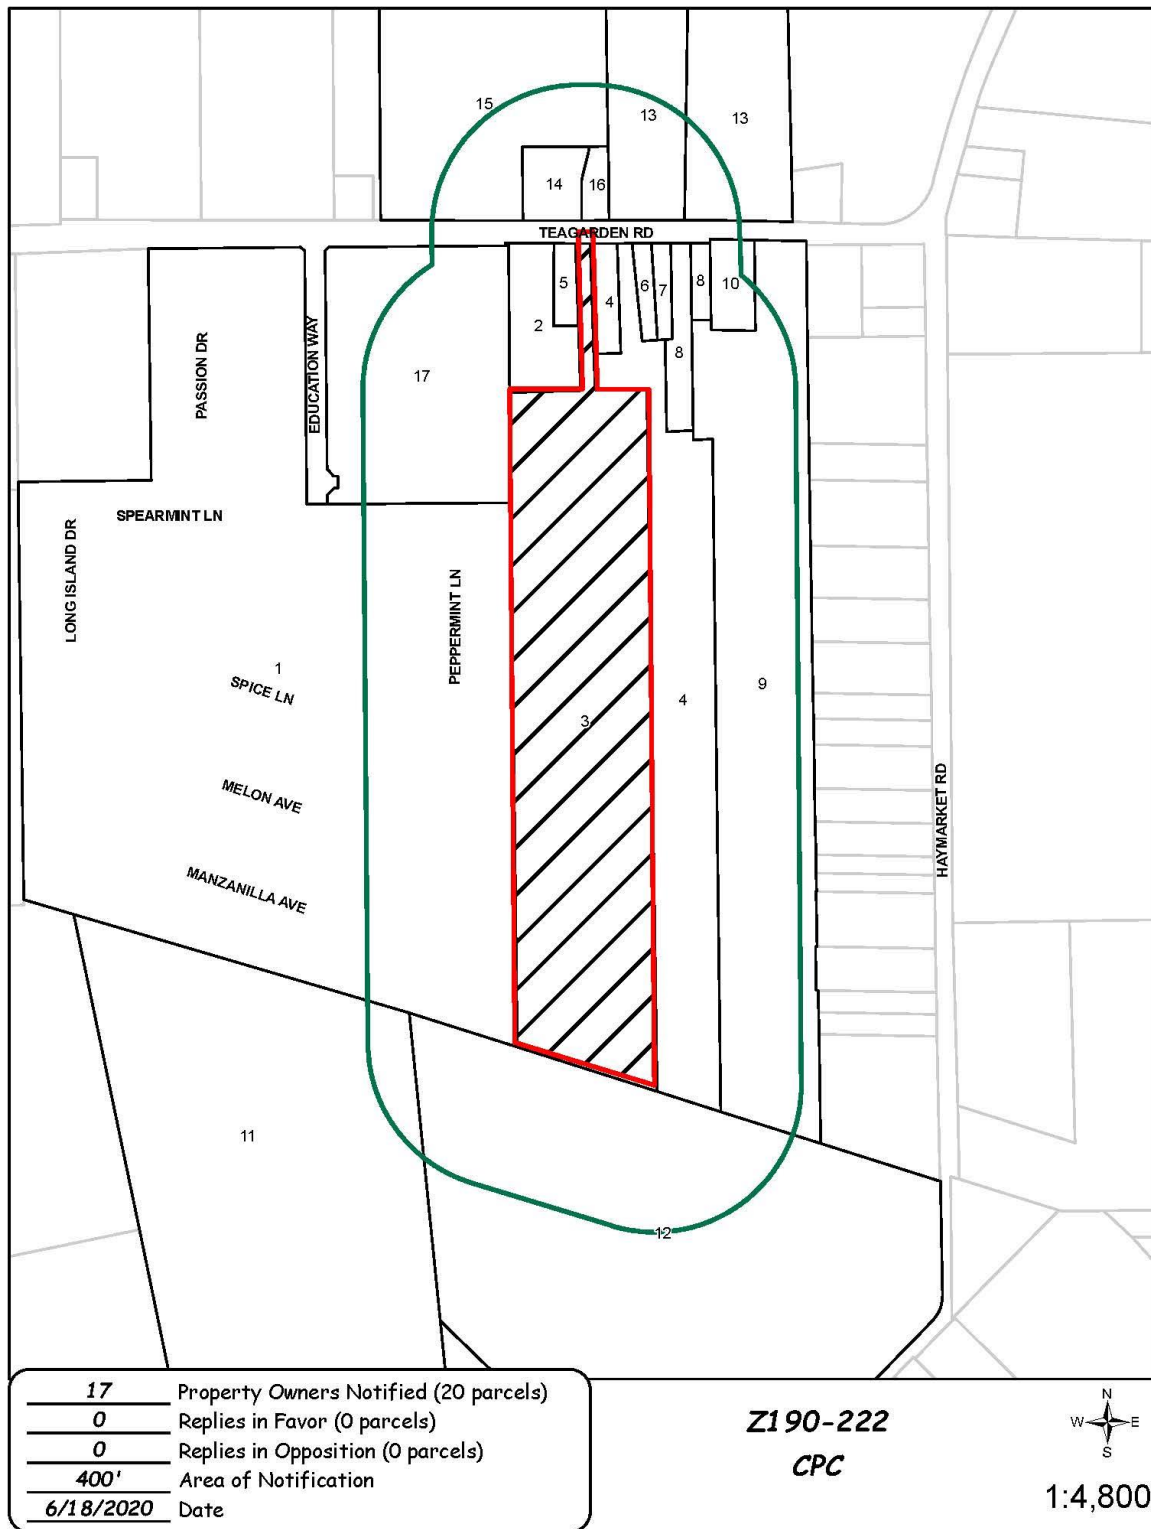 15
13
13
14
16
TEAGARDEN RD
5
4
6
7
8
10
2
8
17
PASSION DR
EDUCATION WAY
SPEARMINT LN
LONG ISLAND DR
PEPPERMINT LN
1
SPICE LN
3
4
9
MELON AVE
HAYMARKET RD
MANZANILLA AVE
11
12
17 Property Owners Notified (20 parcels)
0 Replies in Favor (0 parcels)
0 Replies in Opposition (0 parcels)
400' Area of Notification
6/18/2020 Date
Z190-222
CPC
N
W E
S
1:4,800